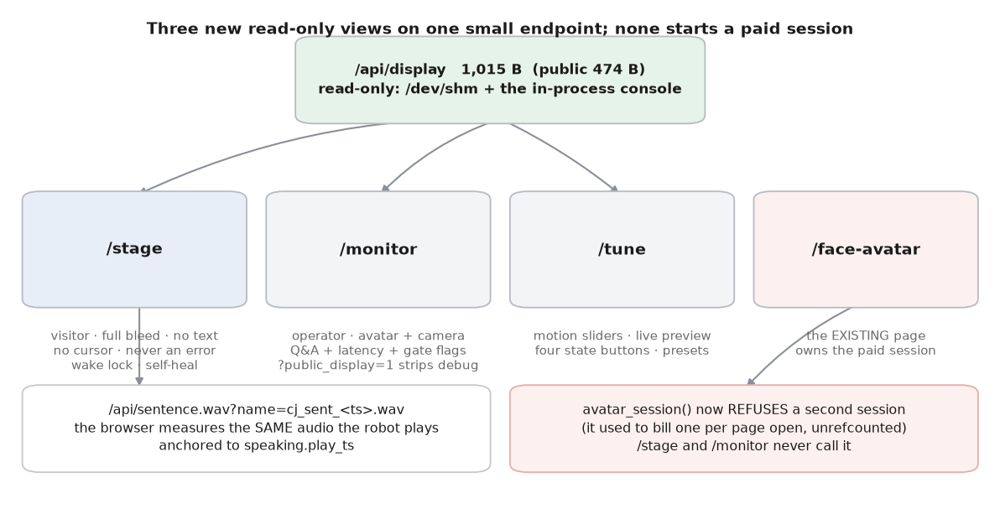 Three new read-only views on one small endpoint; none starts a paid session
/api/display   1,015 B  (public 474 B)
read-only: /dev/shm + the in-process console
/stage
/monitor
/tune
/face-avatar
visitor · full bleed · no text
no cursor · never an error
wake lock · self-heal
operator · avatar + camera
Q&A + latency + gate flags
?public_display=1 strips debug
motion sliders · live preview
four state buttons · presets
the EXISTING page
owns the paid session
/api/sentence.wav?name=cj_sent_<ts>.wav
the browser measures the SAME audio the robot plays
anchored to speaking.play_ts
avatar_session() now REFUSES a second session
(it used to bill one per page open, unrefcounted)
/stage and /monitor never call it